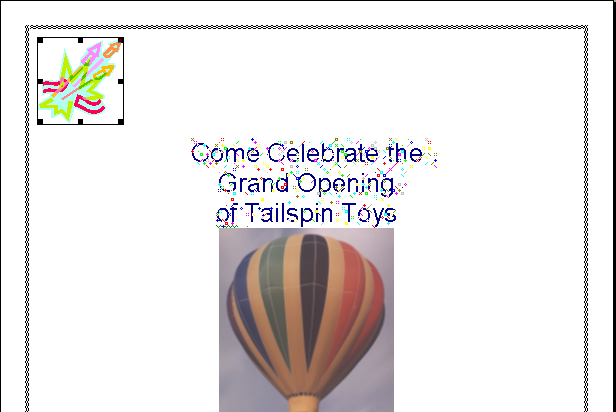 Come Celebrate the
Grand Opening
of Tailspin Toys